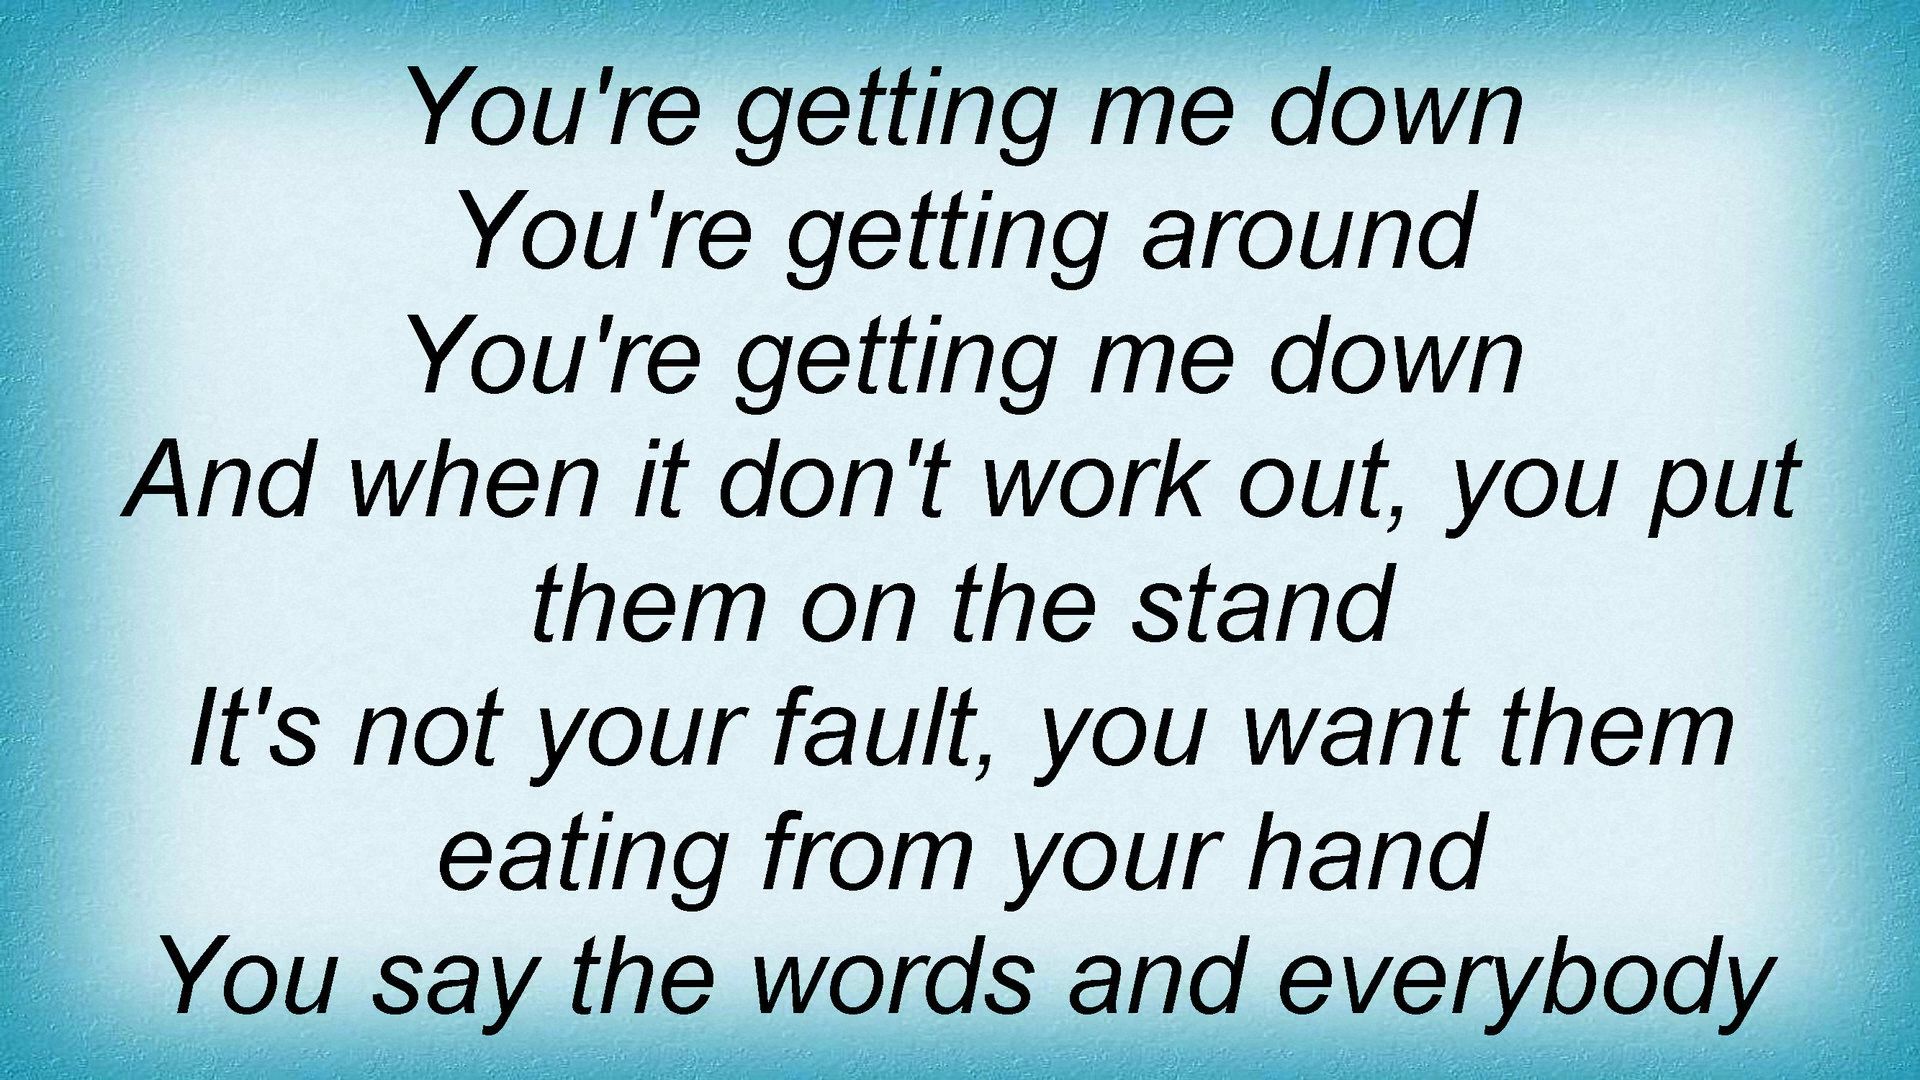 You're getting me down
You're getting around
You're getting me down
And when it don't work out, you put
them on the stand
It's not your fault, you want them
eating from your hand
You say the words and everybody